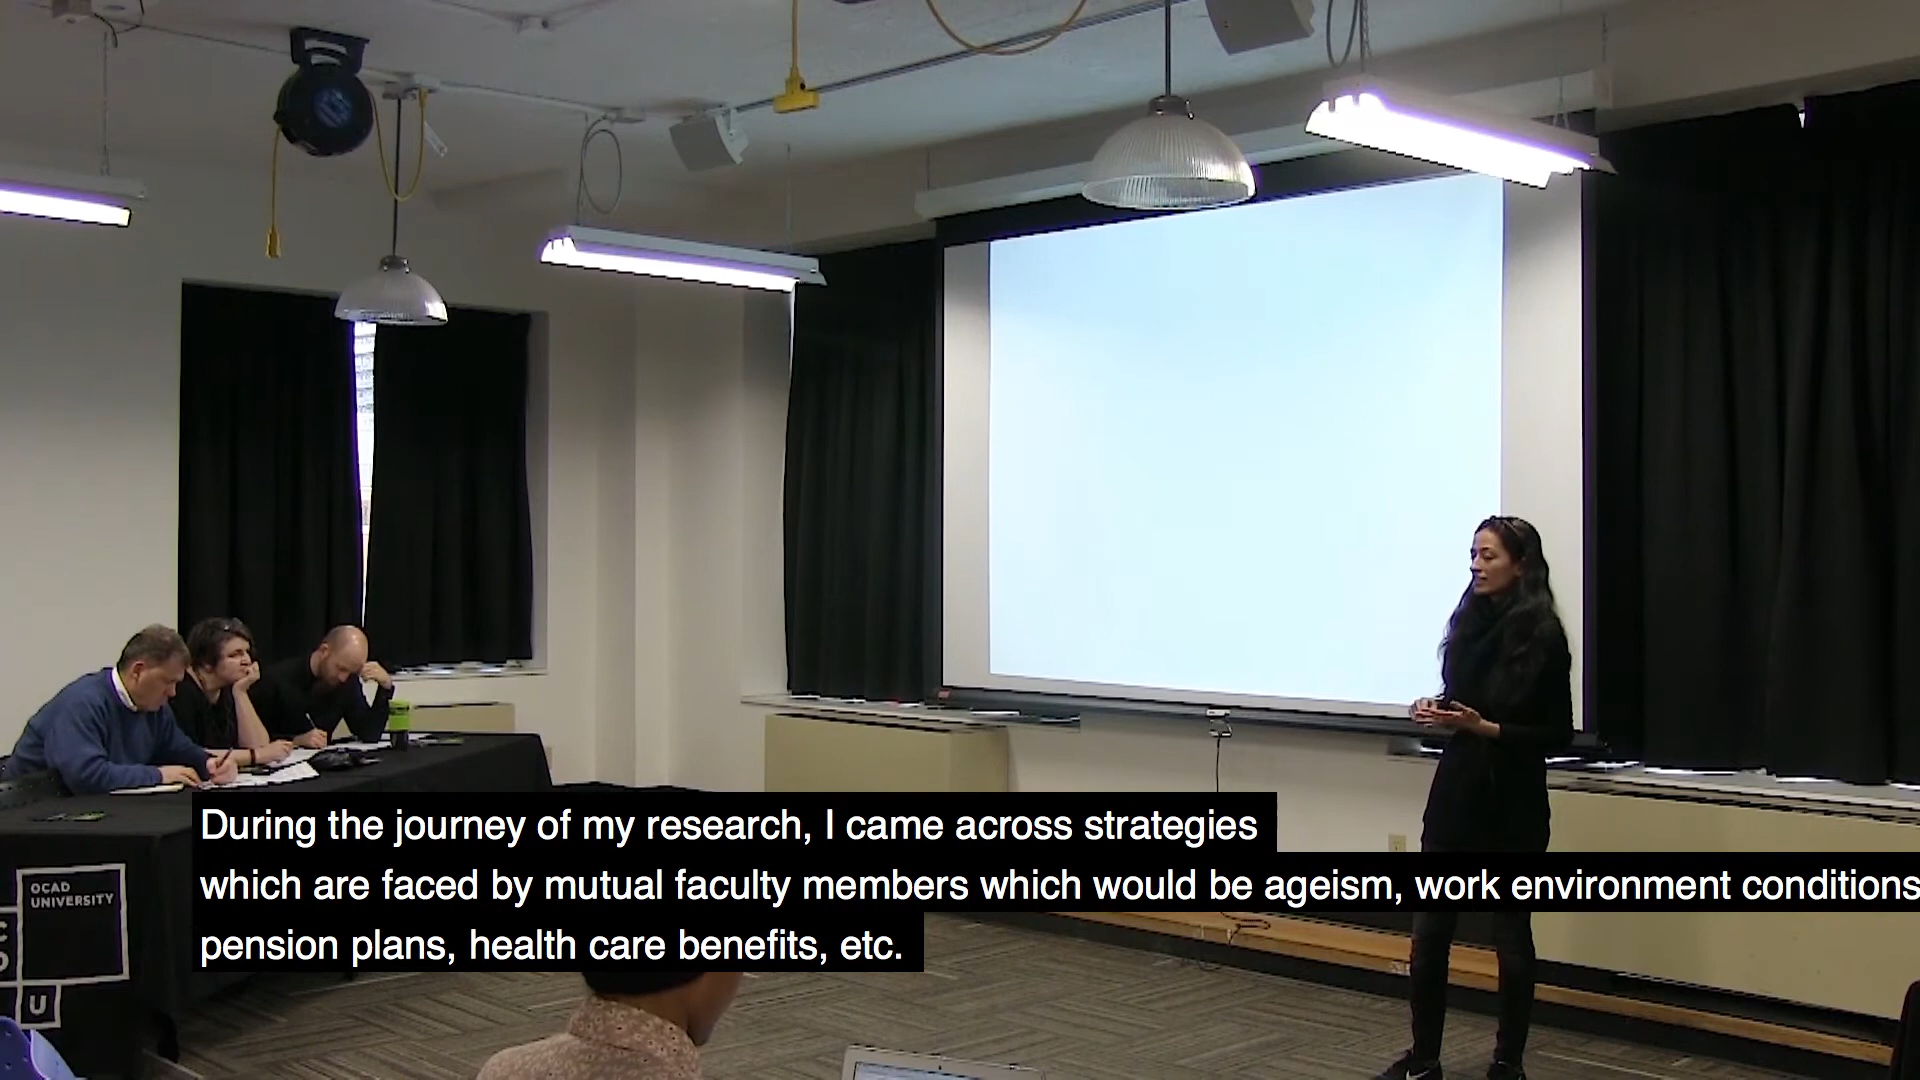 During the journey of my research, I came across strategies
which are faced by mutual faculty members which would be ageism, work environment conditions
pension plans, health care benefits, etc.
OCAD
UNIVERSITY
C
O
U